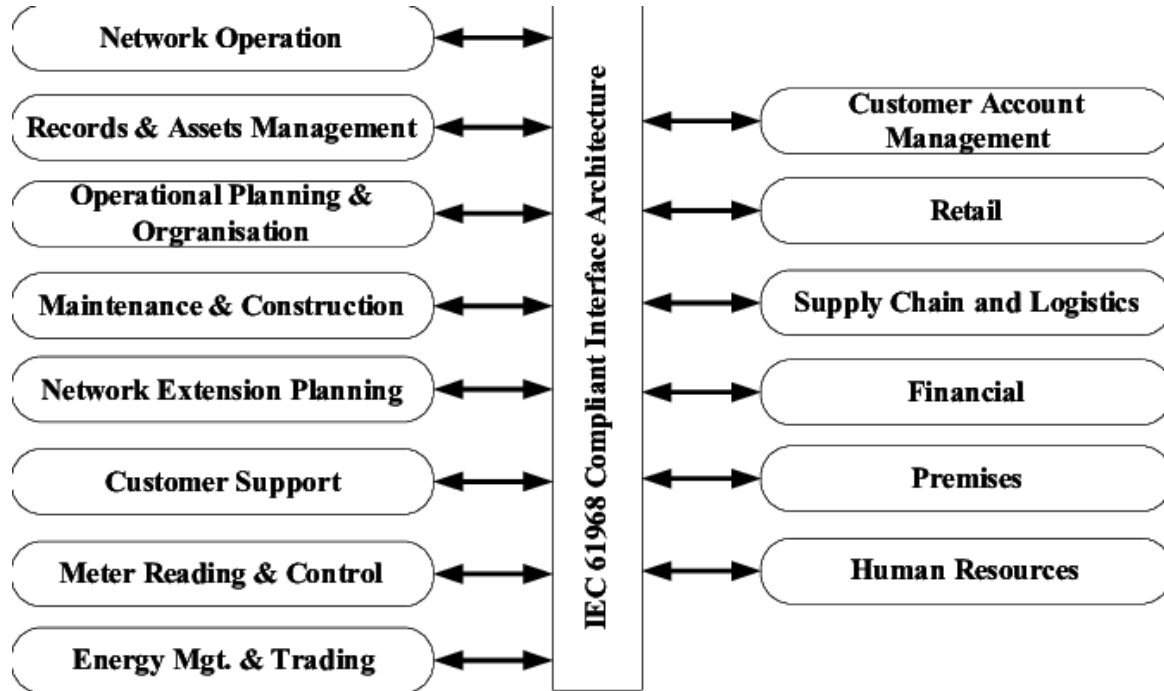 Network Operation
Records & Assets Management
Operational Planning &
Orgranisation
Maintenance & Construction
Network Extension Planning
Customer Support
Meter Reading & Control
Energy Mgt. & Trading
IEC 61968 Compliant Interface Architecture
Customer Account
Management
Retail
Supply Chain and Logistics
Financial
Premises
Human Resources